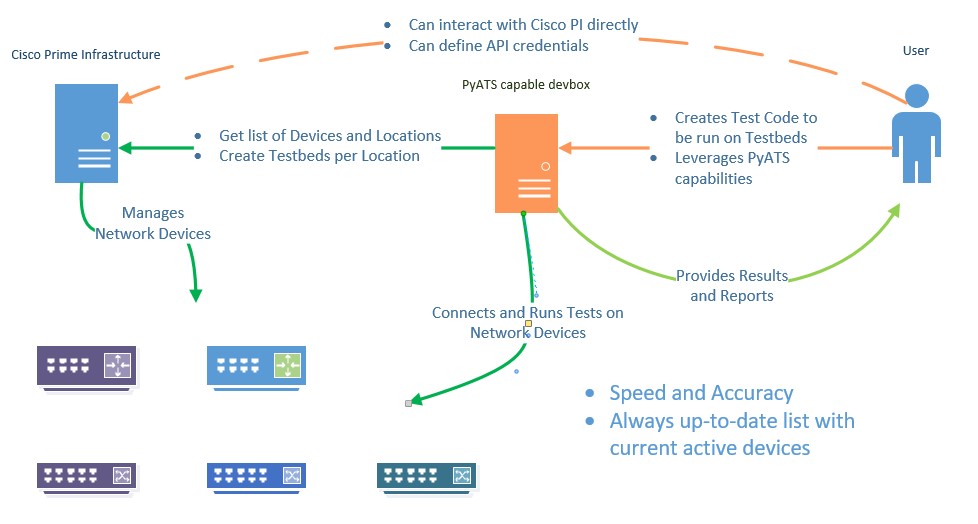 • Can interact with Cisco PI directly
• Can define API credentials
Cisco Prime Infrastructure
User
PyATS capable devbox
• Get list of Devices and Locations
• Create Testbeds per Location
• Creates Test Code to
be run on Testbeds
• Leverages PyATS
capabilities
Manages
Network Devices
Provides Results
and Reports
Connects and Runs Tests on
Network Devices
• Speed and Accuracy
• Always up-to-date list with
current active devices